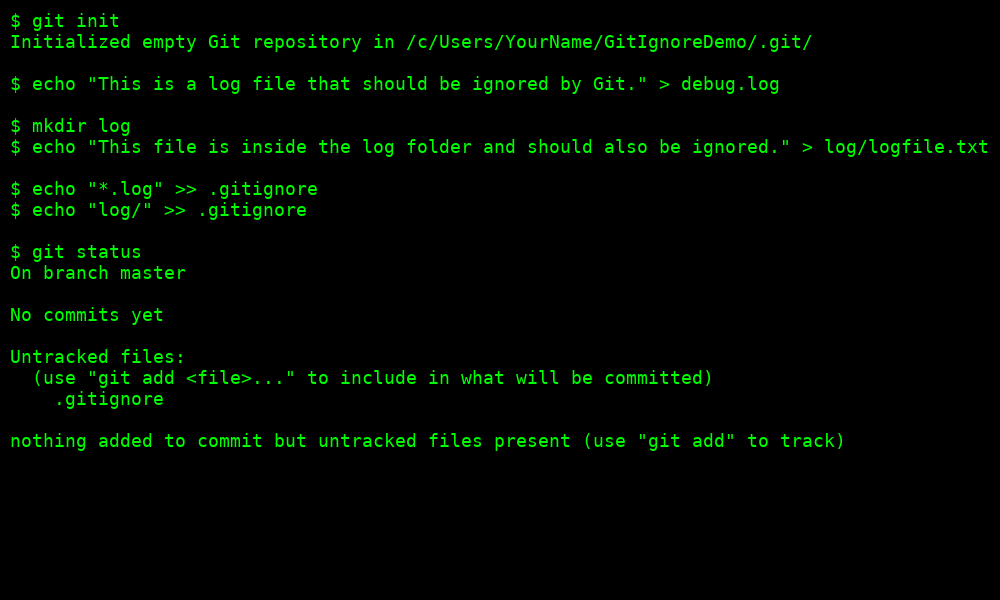 $ git init
Initialized empty Git repository in /c/Users/YourName/GitIgnoreDemo/.git/
$ echo "This is a log file that should be ignored by Git." > debug.log
$ mkdir log
$ echo "This file is inside the log folder and should also be ignored." > log/logfile.txt
$ echo "*.log" >> .gitignore
$ echo "log/" >> .gitignore
$ git status
On branch master
No commits yet
Untracked files:
  (use "git add <file>..." to include in what will be committed)
    .gitignore
nothing added to commit but untracked files present (use "git add" to track)